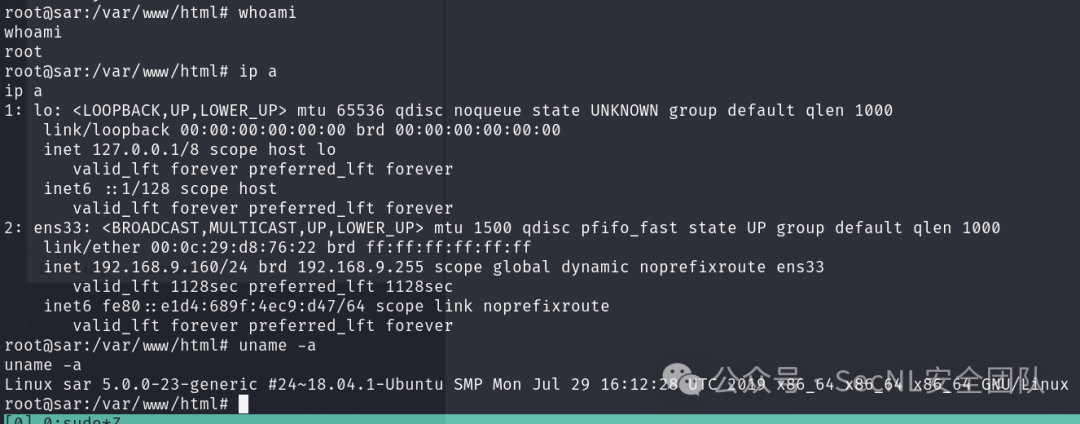 root@sar:/var/www/html# whoami
whoami
root
root@sar:/var/www/html# ip a
ip a
1: lo: <LOOPBACK,UP,LOWER_UP> mtu 65536 qdisc noqueue state UNKNOWN group default qlen 1000
    link/loopback 00:00:00:00:00:00 brd 00:00:00:00:00:00
    inet 127.0.0.1/8 scope host lo
       valid_lft forever preferred_lft forever
    inet6 ::1/128 scope host
       valid_lft forever preferred_lft forever
2: ens33: <BROADCAST,MULTICAST,UP,LOWER_UP> mtu 1500 qdisc pfifo_fast state UP group default qlen 1000
    link/ether 00:0c:29:d8:76:22 brd ff:ff:ff:ff:ff:ff
    inet 192.168.9.160/24 brd 192.168.9.255 scope global dynamic noprefixroute ens33
       valid_lft 1128sec preferred_lft 1128sec
    inet6 fe80::e1d4:689f:4ec9:d47/64 scope link noprefixroute
       valid_lft forever preferred_lft forever
root@sar:/var/www/html# uname -a
uname -a
Linux sar 5.0.0-23-generic #24~18.04.1-Ubuntu SMP Mon Jul 29 16:12:28 UTC 2019 x86_64 x86_64 x86_64 GNU/Linux
公众号 · SecNL安全团队
root@sar:/var/www/html#
[0] 0:sudo*Z